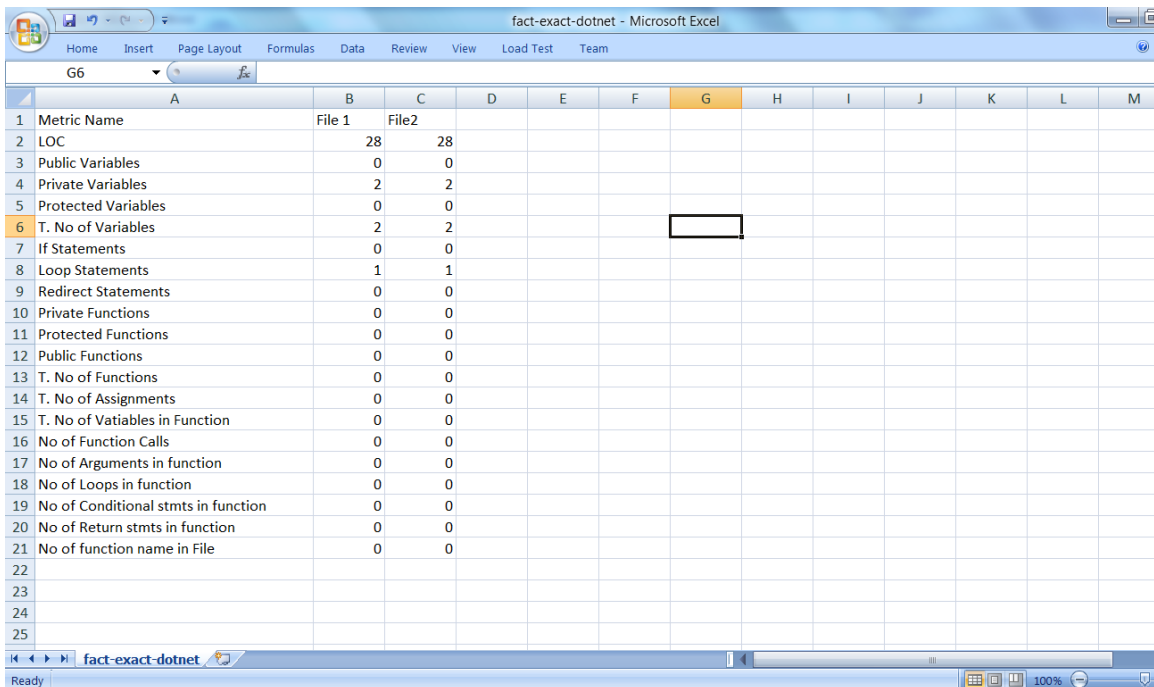 fact-exact-dotnet - Microsoft Excel
Home Insert Page Layout Formulas Data Review View Load Test Team
G6 fx
A B C D E F G H I J K L M
1 Metric Name File 1 File2
2 LOC 28 28
3 Public Variables 0 0
4 Private Variables 2 2
5 Protected Variables 0 0
6 T. No of Variables 2 2
7 If Statements 0 0
8 Loop Statements 1 1
9 Redirect Statements 0 0
10 Private Functions 0 0
11 Protected Functions 0 0
12 Public Functions 0 0
13 T. No of Functions 0 0
14 T. No of Assignments 0 0
15 T. No of Vatiables in Function 0 0
16 No of Function Calls 0 0
17 No of Arguments in function 0 0
18 No of Loops in function 0 0
19 No of Conditional stmts in function 0 0
20 No of Return stmts in function 0 0
21 No of function name in File 0 0
22
23
24
25
fact-exact-dotnet
Ready 100%